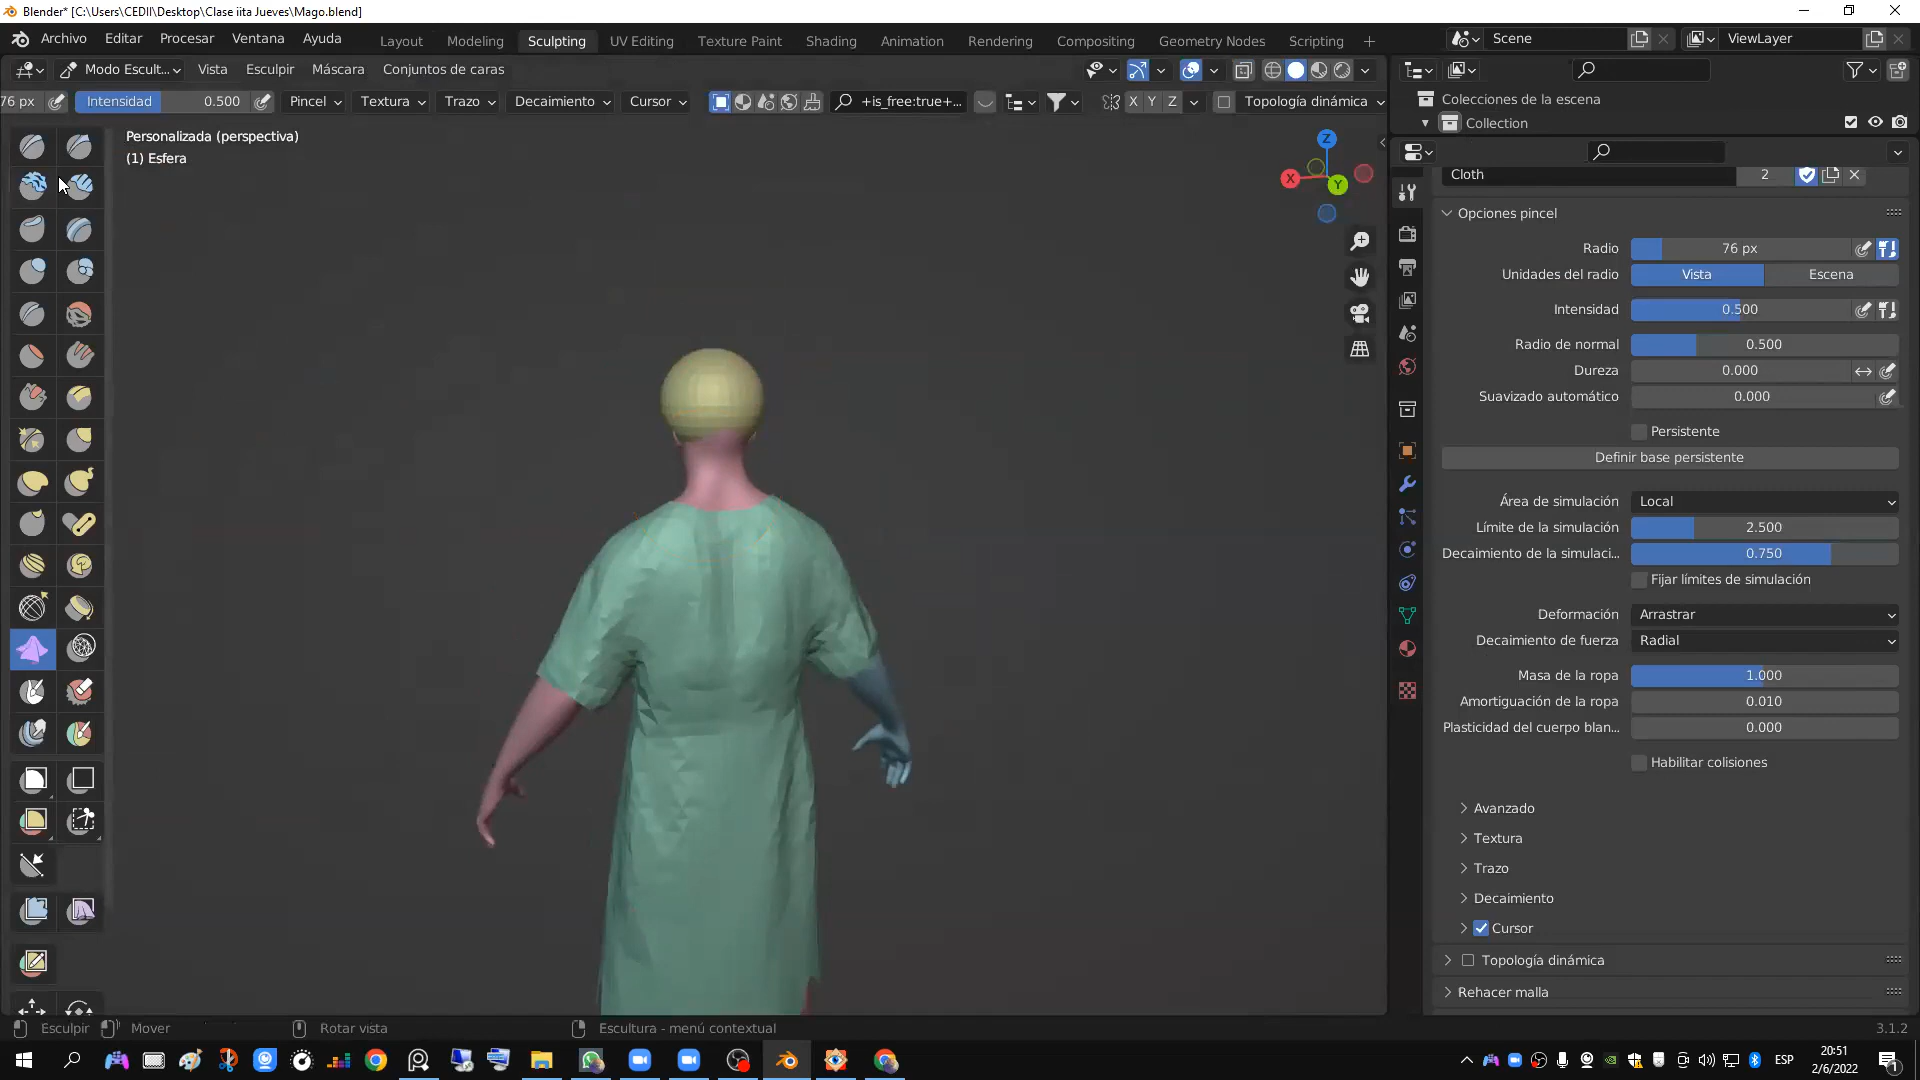 Blender* [C:\Users\CEDII\Desktop\Clase iita Jueves\Mago.blend]
Archivo Editar Procesar Ventana Ayuda Layout Modeling Sculpting UV Editing Texture Paint Shading Animation Rendering Compositing Geometry Nodes Scripting + Scene ViewLayer
Modo Escult... Vista Esculpir Máscara Conjuntos de caras
76 px Intensidad 0.500 Pincel Textura Trazo Decaimiento Cursor +is_free:true+... X Y Z Topología dinámica
Colecciones de la escena
Collection
Personalizada (perspectiva)
(1) Esfera
Z
X
Y
Cloth 2
Opciones pincel
Radio 76 px
Unidades del radio Vista Escena
Intensidad 0.500
Radio de normal 0.500
Dureza 0.000
Suavizado automático 0.000
Persistente
Definir base persistente
Área de simulación Local
Límite de la simulación 2.500
Decaimiento de la simulaci... 0.750
Fijar límites de simulación
Deformación Arrastrar
Decaimiento de fuerza Radial
Masa de la ropa 1.000
Amortiguación de la ropa 0.010
Plasticidad del cuerpo blan... 0.000
Habilitar colisiones
Avanzado
Textura
Trazo
Decaimiento
Cursor
Topología dinámica
Rehacer malla
Esculpir Mover Rotar vista Escultura - menú contextual 3.1.2
ESP
20:51
2/6/2022
1